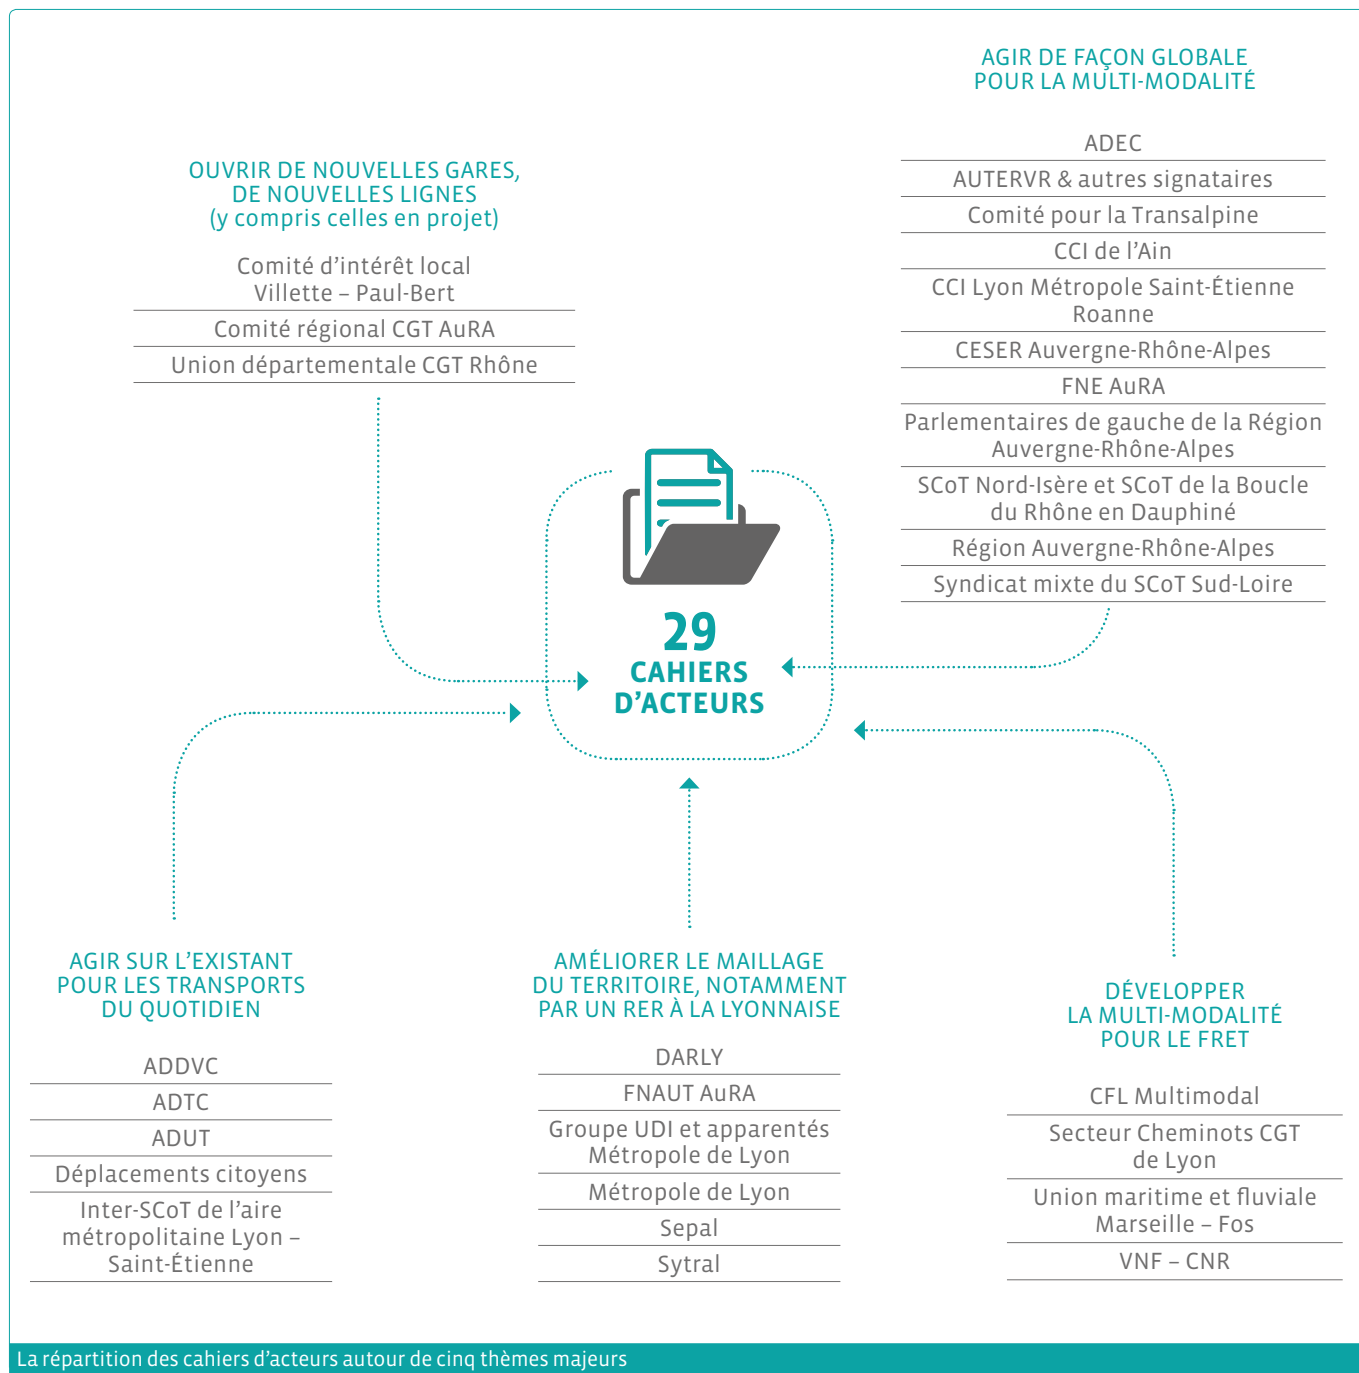 AGIR DE FAÇON GLOBALE
POUR LA MULTI-MODALITÉ
ADEC
AUTERVR & autres signataires
Comité pour la Transalpine
CCI de l'Ain
CCI Lyon Métropole Saint-Étienne
Roanne
CESER Auvergne-Rhône-Alpes
FNE AuRA
Parlementaires de gauche de la Région
Auvergne-Rhône-Alpes
SCoT Nord-Isère et SCoT de la Boucle
du Rhône en Dauphiné
Région Auvergne-Rhône-Alpes
Syndicat mixte du SCoT Sud-Loire
OUVRIR DE NOUVELLES GARES,
DE NOUVELLES LIGNES
(y compris celles en projet)
Comité d'intérêt local
Villette – Paul-Bert
Comité régional CGT AuRA
Union départementale CGT Rhône
29
CAHIERS
D'ACTEURS
AGIR SUR L'EXISTANT
POUR LES TRANSPORTS
DU QUOTIDIEN
ADDVC
ADTC
ADUT
Déplacements citoyens
Inter-SCoT de l'aire
métropolitaine Lyon –
Saint-Étienne
AMÉLIORER LE MAILLAGE
DU TERRITOIRE, NOTAMMENT
PAR UN RER À LA LYONNAISE
DARLY
FNAUT AuRA
Groupe UDI et apparentés
Métropole de Lyon
Métropole de Lyon
Sepal
Sytral
DÉVELOPPER
LA MULTI-MODALITÉ
POUR LE FRET
CFL Multimodal
Secteur Cheminots CGT
de Lyon
Union maritime et fluviale
Marseille – Fos
VNF – CNR
La répartition des cahiers d'acteurs autour de cinq thèmes majeurs